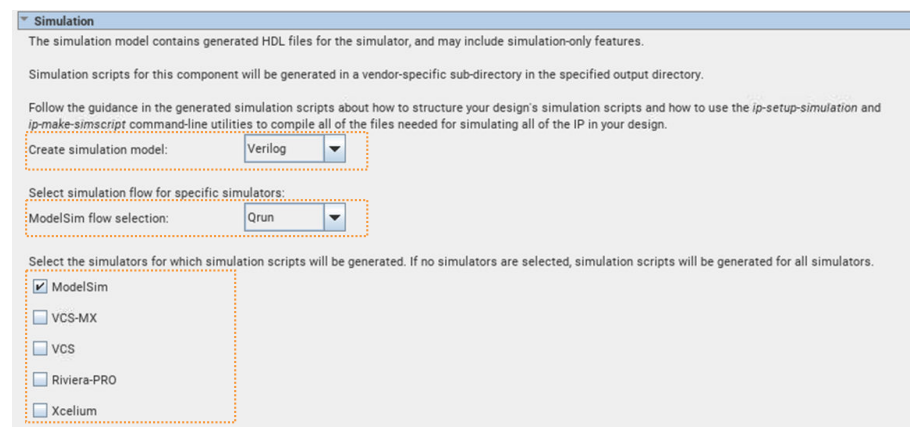 Simulation
The simulation model contains generated HDL files for the simulator, and may include simulation-only features.
Simulation scripts for this component will be generated in a vendor-specific sub-directory in the specified output directory.
Follow the guidance in the generated simulation scripts about how to structure your design's simulation scripts and how to use the ip-setup-simulation and
ip-make-simscript command-line utilities to compile all of the files needed for simulating all of the IP in your design.
Create simulation model: Verilog
Select simulation flow for specific simulators:
ModelSim flow selection: Qrun
Select the simulators for which simulation scripts will be generated. If no simulators are selected, simulation scripts will be generated for all simulators.
ModelSim
VCS-MX
VCS
Riviera-PRO
Xcelium